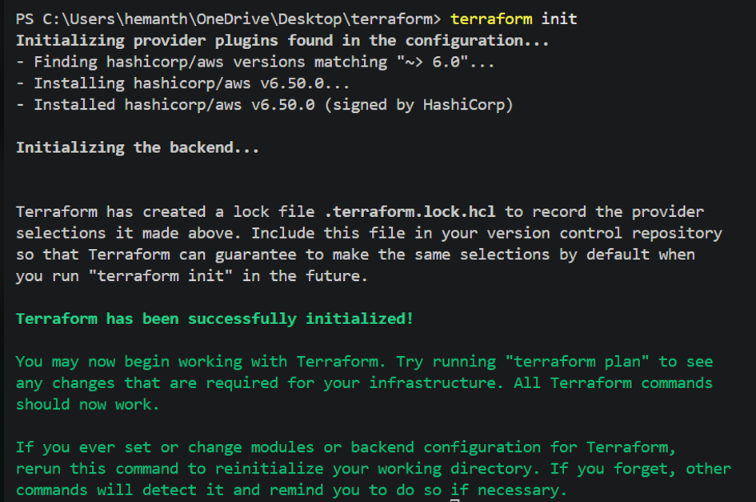 PS C:\Users\hemanth\OneDrive\Desktop\terraform> terraform init
Initializing provider plugins found in the configuration...
- Finding hashicorp/aws versions matching "~> 6.0"...
- Installing hashicorp/aws v6.50.0...
- Installed hashicorp/aws v6.50.0 (signed by HashiCorp)
Initializing the backend...
Terraform has created a lock file .terraform.lock.hcl to record the provider
selections it made above. Include this file in your version control repository
so that Terraform can guarantee to make the same selections by default when
you run "terraform init" in the future.
Terraform has been successfully initialized!
You may now begin working with Terraform. Try running "terraform plan" to see
any changes that are required for your infrastructure. All Terraform commands
should now work.
If you ever set or change modules or backend configuration for Terraform,
rerun this command to reinitialize your working directory. If you forget, other
commands will detect it and remind you to do so if necessary.